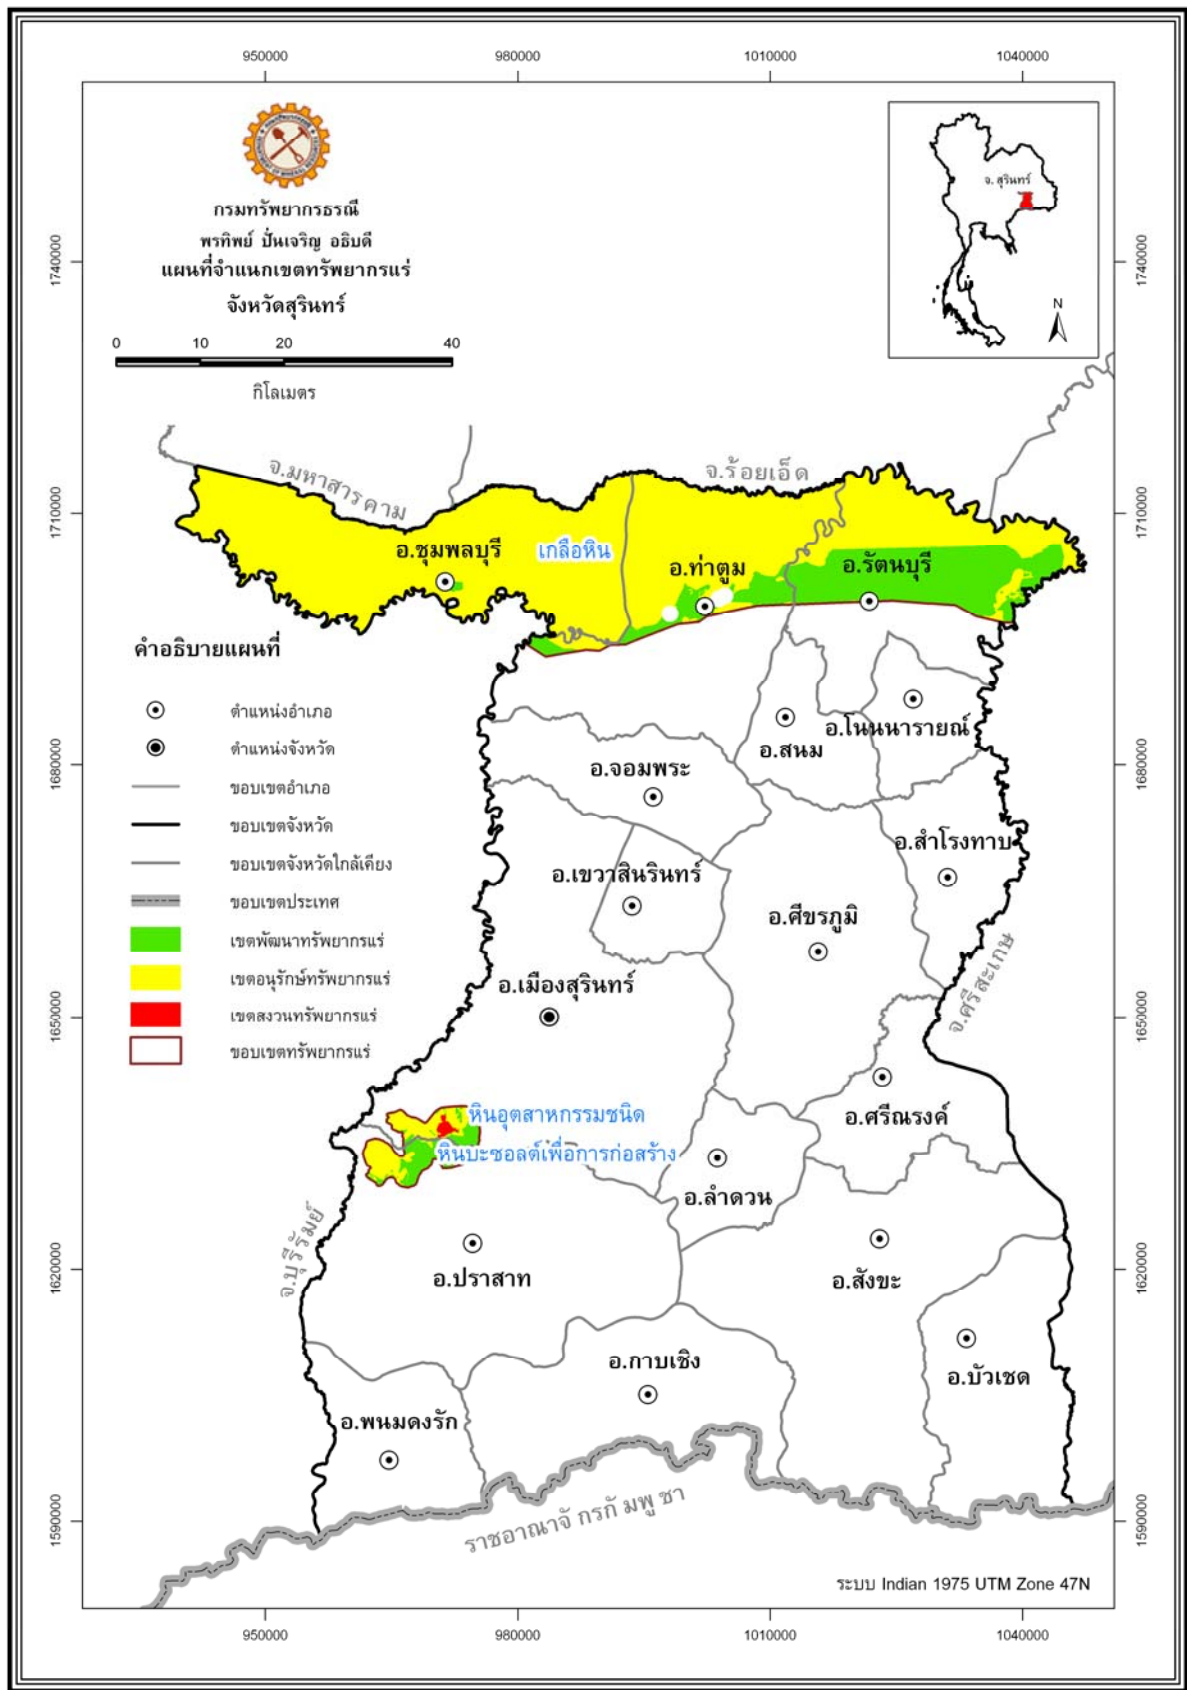 950000 980000 1010000 1040000
กรมทรัพยากรธรณี
พรทิพย์ ปั่นเจริญ อธิบดี
แผนที่จำแนกเขตทรัพยากรแร่
จังหวัดสุรินทร์
0 10 20 40
กิโลเมตร
จ. สุรินทร์
N
1740000 1740000
จ.มหาสารคาม
จ.ร้อยเอ็ด
1710000 1710000
อ.ชุมพลบุรี
เกลือหิน
อ.ท่าตูม
อ.รัตนบุรี
คำอธิบายแผนที่
ตำแหน่งอำเภอ
ตำแหน่งจังหวัด
ขอบเขตอำเภอ
ขอบเขตจังหวัด
ขอบเขตจังหวัดใกล้เคียง
ขอบเขตประเทศ
เขตพัฒนาทรัพยากรแร่
เขตอนุรักษ์ทรัพยากรแร่
เขตสงวนทรัพยากรแร่
ขอบเขตทรัพยากรแร่
อ.โนนนารายณ์
อ.สนม
1680000 1680000
อ.จอมพระ
อ.สำโรงทาบ
อ.เขวาสินรินทร์
อ.ศีขรภูมิ
อ.เมืองสุรินทร์
จ.ศรีสะเกษ
1650000 1650000
หินอุตสาหกรรมชนิด
หินบะซอลต์เพื่อการก่อสร้าง
อ.ศรีณรงค์
อ.ลำดวน
จ.บุรีรัมย์
1620000 1620000
อ.ปราสาท
อ.สังขะ
อ.กาบเชิง
อ.บัวเชด
อ.พนมดงรัก
ราชอาณาจักรกัมพูชา
1590000 1590000
ระบบ Indian 1975 UTM Zone 47N
950000 980000 1010000 1040000